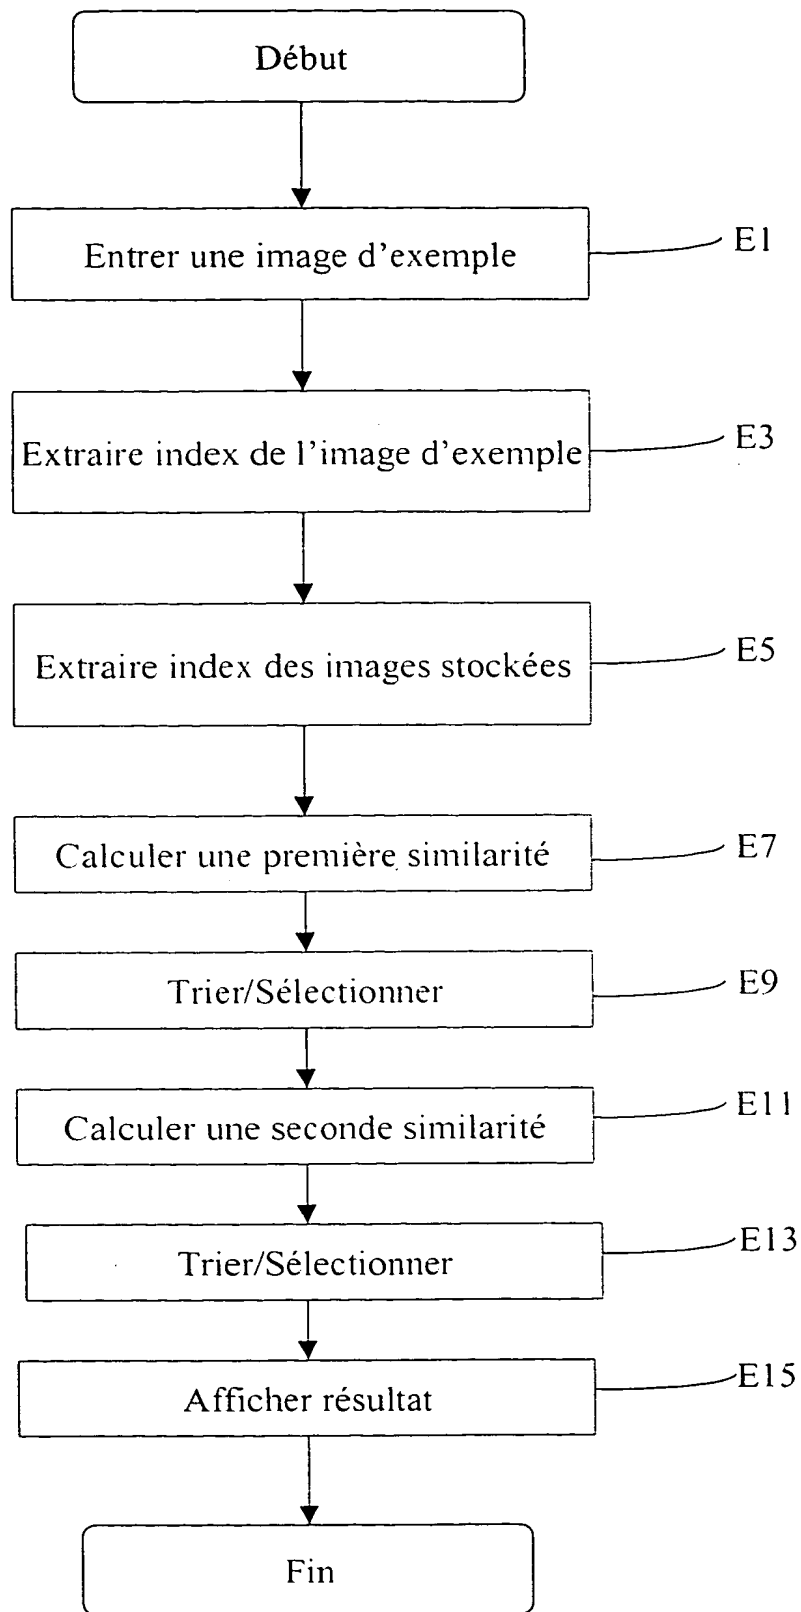 Début
Entrer une image d'exemple
E1
Extraire index de l'image d'exemple
E3
Extraire index des images stockées
E5
Calculer une première similarité
E7
Trier/Sélectionner
E9
Calculer une seconde similarité
E11
Trier/Sélectionner
E13
Afficher résultat
E15
Fin